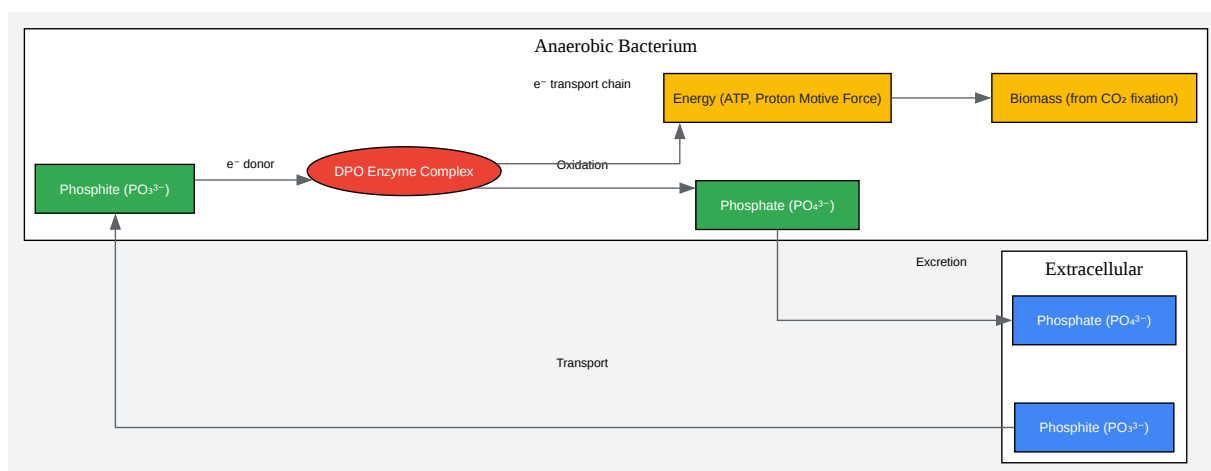 Anaerobic Bacterium
e⁻ transport chain
Energy (ATP, Proton Motive Force)
Biomass (from CO₂ fixation)
e⁻ donor
Oxidation
DPO Enzyme Complex
Phosphite (PO₃³⁻)
Phosphate (PO₄³⁻)
Excretion
Extracellular
Phosphate (PO₄³⁻)
Transport
Phosphite (PO₃³⁻)